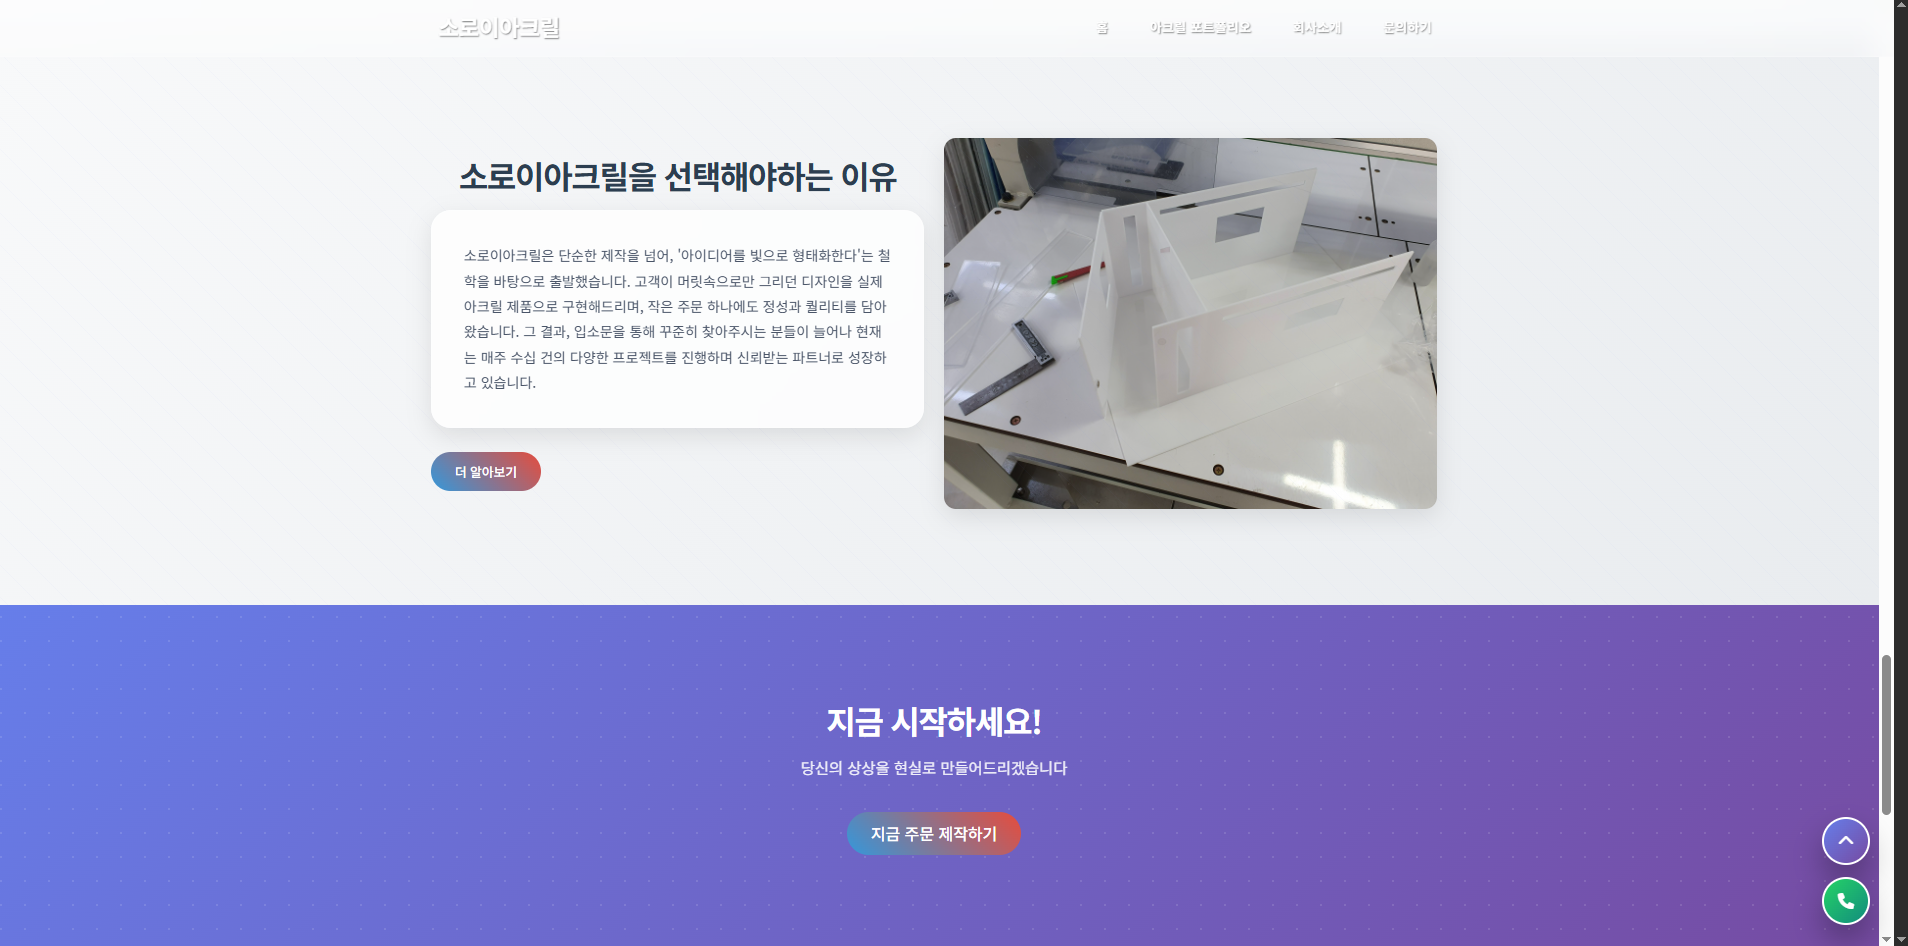 소로이아크릴
홈 아크릴 포트폴리오 회사소개 문의하기
소로이아크릴을 선택해야하는 이유
소로이아크릴은 단순한 제작을 넘어, '아이디어를 빛으로 형태화한다'는 철
학을 바탕으로 출발했습니다. 고객이 머릿속으로만 그리던 디자인을 실제
아크릴 제품으로 구현해드리며, 작은 주문 하나에도 정성과 퀄리티를 담아
왔습니다. 그 결과, 입소문을 통해 꾸준히 찾아주시는 분들이 늘어나 현재
는 매주 수십 건의 다양한 프로젝트를 진행하며 신뢰받는 파트너로 성장하
고 있습니다.
더 알아보기
지금 시작하세요!
당신의 상상을 현실로 만들어드리겠습니다
지금 주문 제작하기